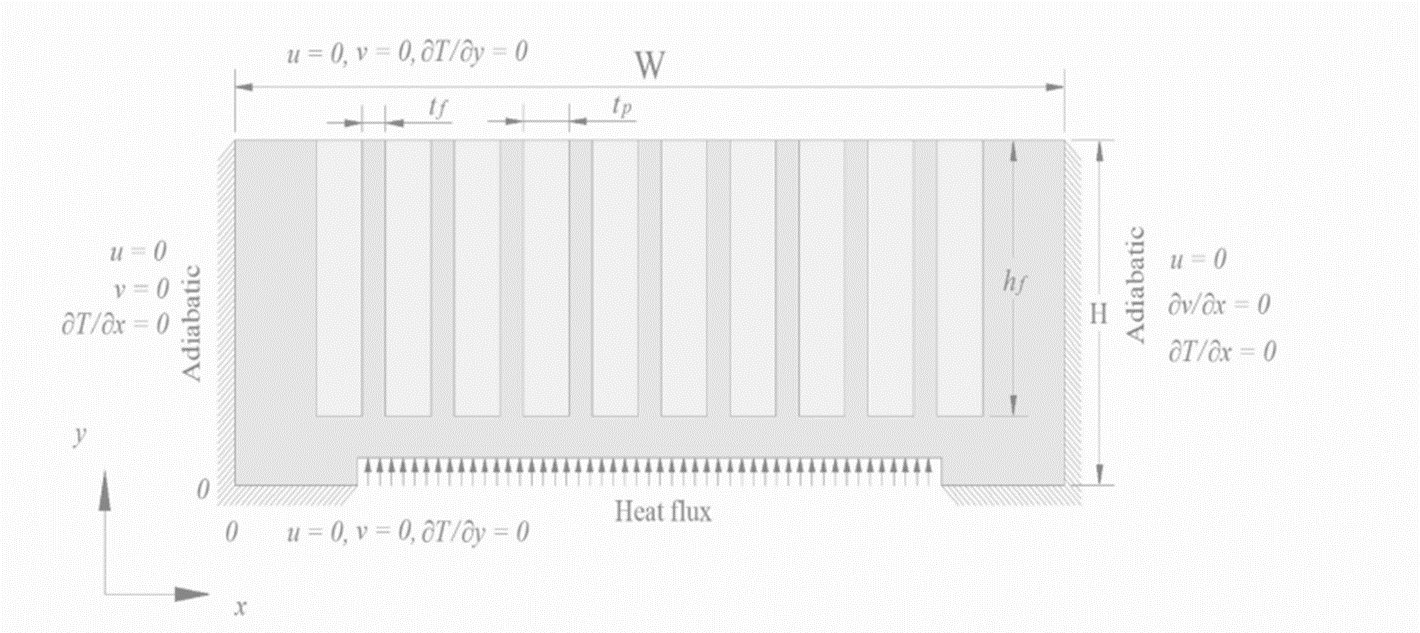 u = 0, v = 0, ∂T/∂y = 0
W
t_f
t_p
u = 0
v = 0
∂T/∂x = 0
Adiabatic
h_f
H
Adiabatic
u = 0
∂v/∂x = 0
∂T/∂x = 0
y
0
Heat flux
0
u = 0, v = 0, ∂T/∂y = 0
x